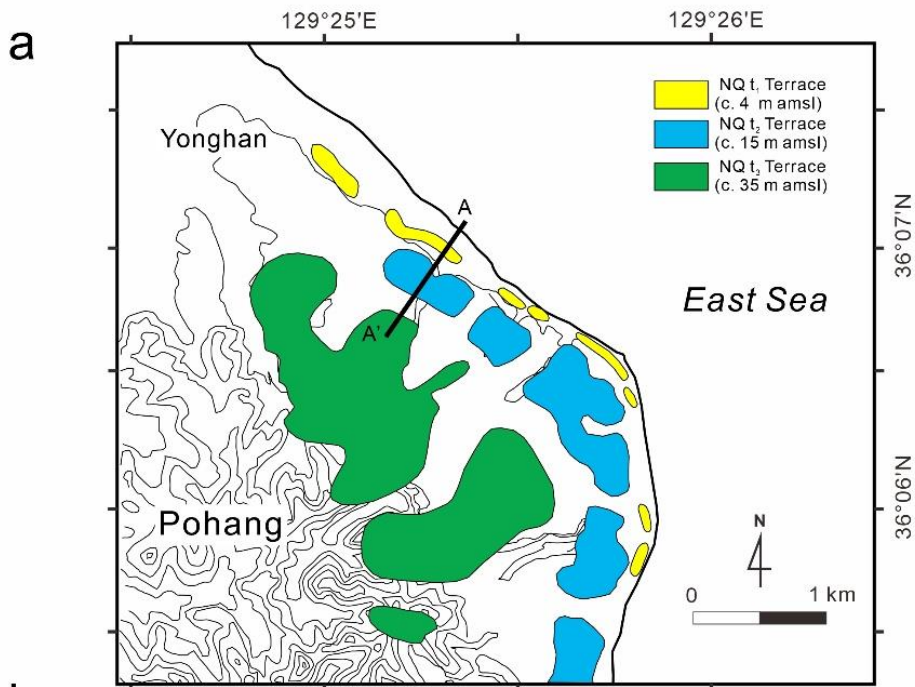 a
129°25'E
129°26'E
NQ t₁ Terrace
(c. 4 m amsl)
NQ t₂ Terrace
(c. 15 m amsl)
NQ t₃ Terrace
(c. 35 m amsl)
Yonghan
A
36°07'N
East Sea
A'
36°06'N
Pohang
N
0
1 km